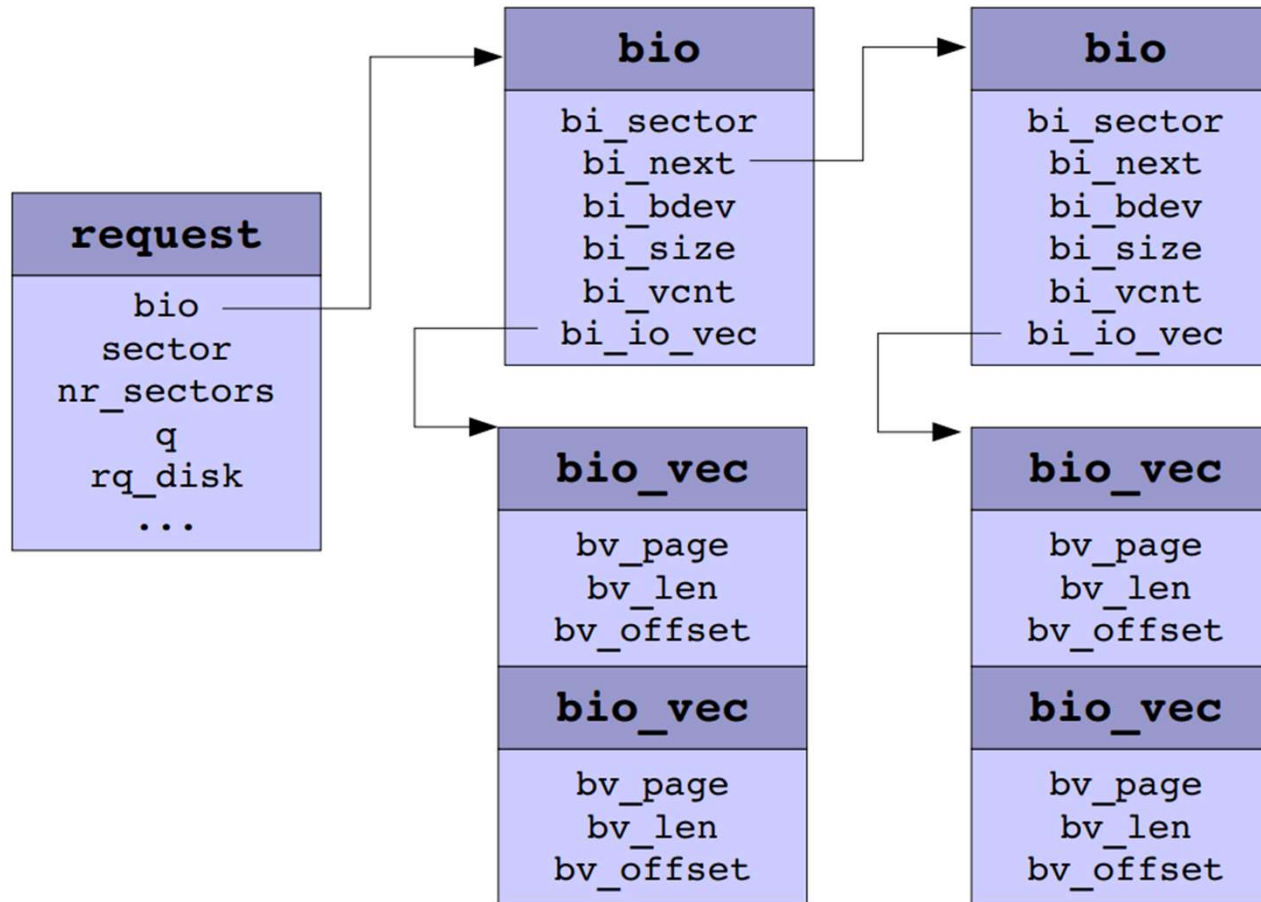 request
bio
sector
nr_sectors
q
rq_disk
...
bio
bi_sector
bi_next
bi_bdev
bi_size
bi_vcnt
bi_io_vec
bio_vec
bv_page
bv_len
bv_offset
bio_vec
bv_page
bv_len
bv_offset
bio
bi_sector
bi_next
bi_bdev
bi_size
bi_vcnt
bi_io_vec
bio_vec
bv_page
bv_len
bv_offset
bio_vec
bv_page
bv_len
bv_offset